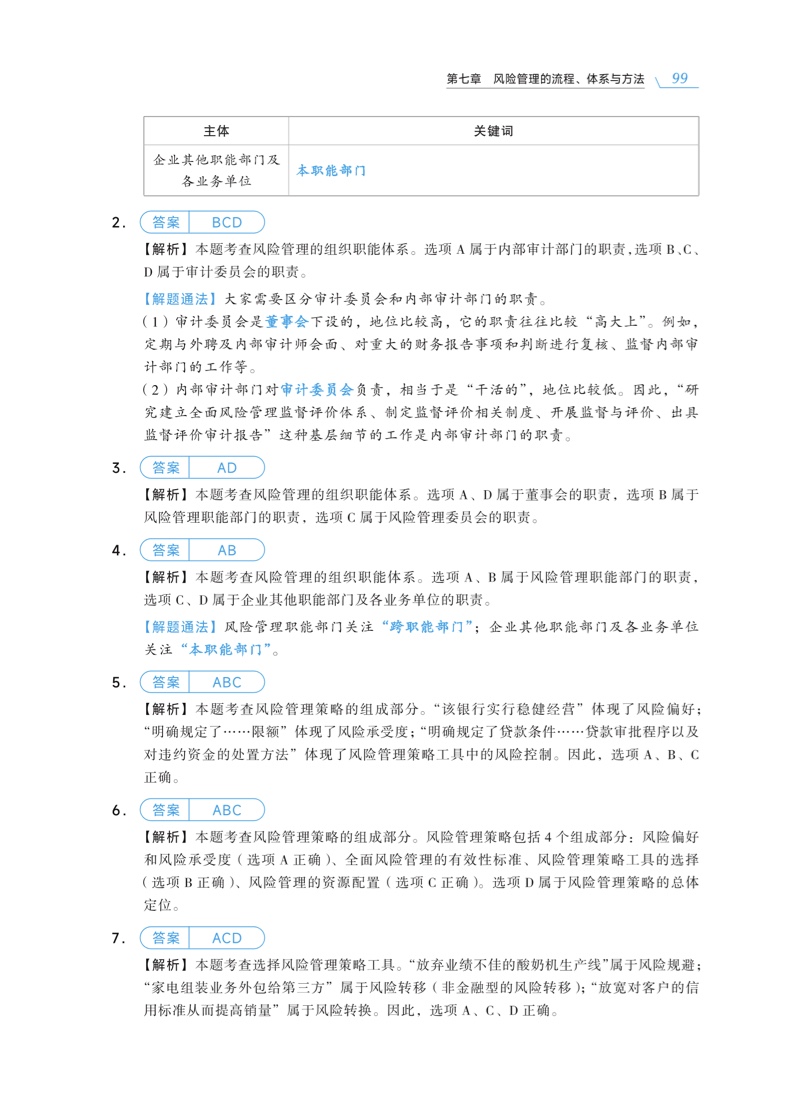 第七章 风险管理的流程、体系与方法 99
主体 关键词
企业其他职能部门及
各业务单位
本职能部门
2. 答案 BCD
【解析】本题考查风险管理的组织职能体系。选项 A 属于内部审计部门的职责,选项 B、C、
D 属于审计委员会的职责。
【解题通法】大家需要区分审计委员会和内部审计部门的职责。
（1）审计委员会是董事会下设的，地位比较高，它的职责往往比较“高大上”。例如，
定期与外聘及内部审计师会面、对重大的财务报告事项和判断进行复核、监督内部审
计部门的工作等。
（2）内部审计部门对审计委员会负责，相当于是“干活的”，地位比较低。因此，“研
究建立全面风险管理监督评价体系、制定监督评价相关制度、开展监督与评价、出具
监督评价审计报告”这种基层细节的工作是内部审计部门的职责。
3. 答案 AD
【解析】本题考查风险管理的组织职能体系。选项 A、D 属于董事会的职责，选项 B 属于
风险管理职能部门的职责，选项 C 属于风险管理委员会的职责。
4. 答案 AB
【解析】本题考查风险管理的组织职能体系。选项 A、B 属于风险管理职能部门的职责，
选项 C、D 属于企业其他职能部门及各业务单位的职责。
【解题通法】风险管理职能部门关注“跨职能部门”；企业其他职能部门及各业务单位
关注“本职能部门”。
5. 答案 ABC
【解析】本题考查风险管理策略的组成部分。“该银行实行稳健经营”体现了风险偏好；
“明确规定了……限额”体现了风险承受度；“明确规定了贷款条件……贷款审批程序以及
对违约资金的处置方法”体现了风险管理策略工具中的风险控制。因此，选项 A、B、C
正确。
6. 答案 ABC
【解析】本题考查风险管理策略的组成部分。风险管理策略包括 4 个组成部分：风险偏好
和风险承受度（选项 A 正确）、全面风险管理的有效性标准、风险管理策略工具的选择
（选项 B 正确）、风险管理的资源配置（选项 C 正确）。选项 D 属于风险管理策略的总体
定位。
7. 答案 ACD
【解析】本题考查选择风险管理策略工具。“放弃业绩不佳的酸奶机生产线”属于风险规避；
“家电组装业务外包给第三方”属于风险转移（非金融型的风险转移）；“放宽对客户的信
用标准从而提高销量”属于风险转换。因此，选项 A、C、D 正确。